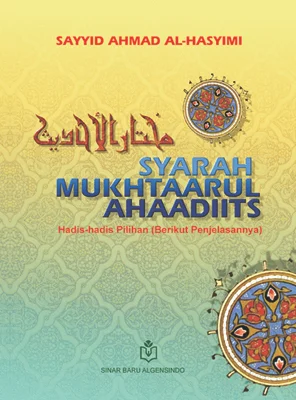 SAYYID AHMAD AL-HASYIMI
مختار الأحاديث
SYARAH
MUKHTAARUL
AHAADIITS
Hadis-hadis Pilihan (Berikut Penjelasannya)
SINAR BARU ALGENSINDO